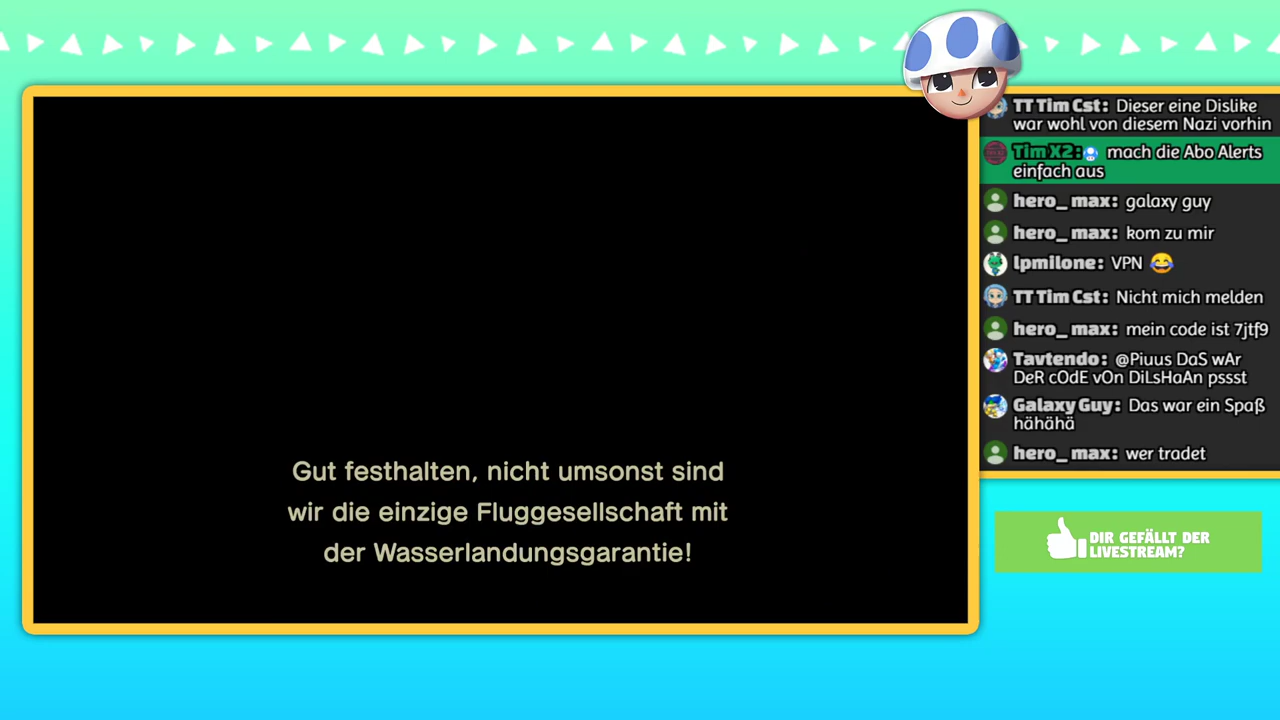 TT Tim Cst: Dieser eine Dislike
war wohl von diesem Nazi vorhin
Tim X2: mach die Abo Alerts
einfach aus
hero_max: galaxy guy
hero_max: kom zu mir
lpmilone: VPN 😂
TT Tim Cst: Nicht mich melden
hero_max: mein code ist 7jtf9
Tavtendo: @Piuus DaS wAr
DeR cOdE vOn DiLsHaAn pssst
Galaxy Guy: Das war ein Spaß
hähähä
hero_max: wer tradet
Gut festhalten, nicht umsonst sind
wir die einzige Fluggesellschaft mit
der Wasserlandungsgarantie!
DIR GEFÄLLT DER
LIVESTREAM?